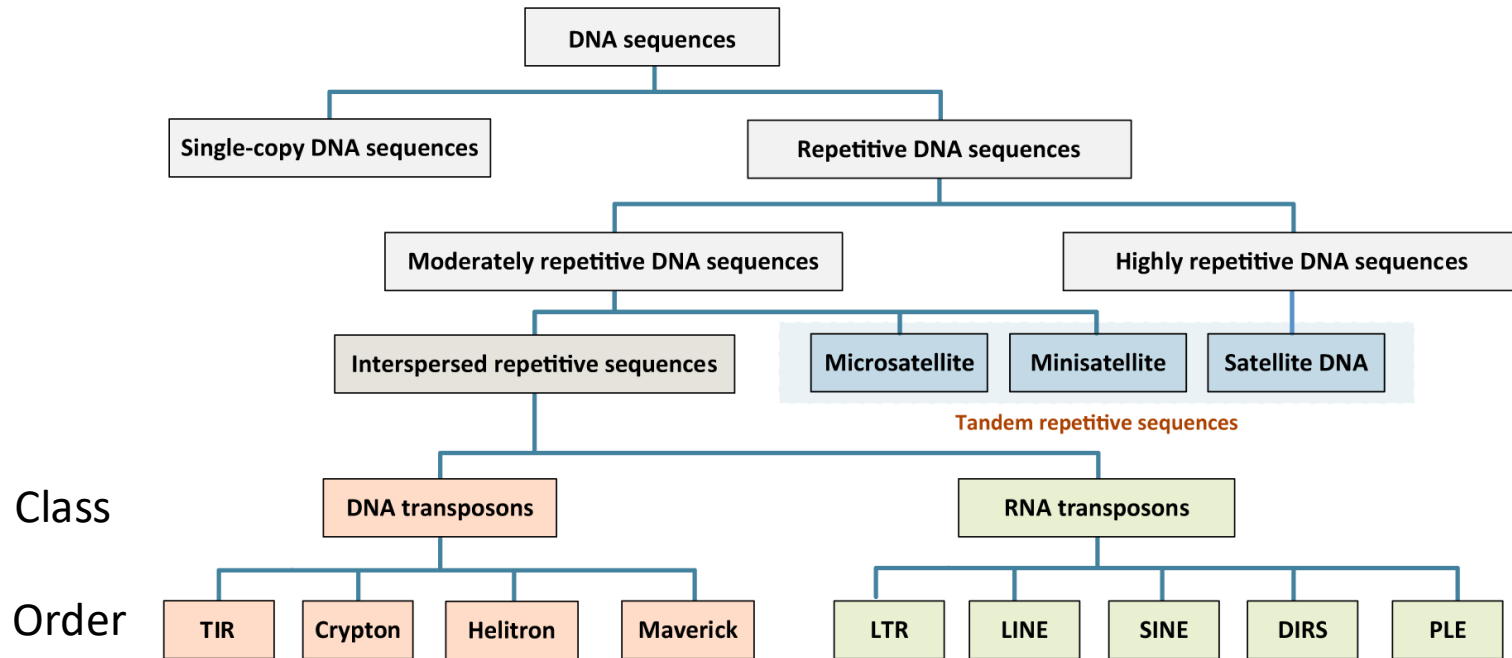 DNA sequences
Single-copy DNA sequences
Repetitive DNA sequences
Moderately repetitive DNA sequences
Highly repetitive DNA sequences
Interspersed repetitive sequences
Microsatellite
Minisatellite
Satellite DNA
Tandem repetitive sequences
Class
DNA transposons
RNA transposons
Order
TIR
Crypton
Helitron
Maverick
LTR
LINE
SINE
DIRS
PLE